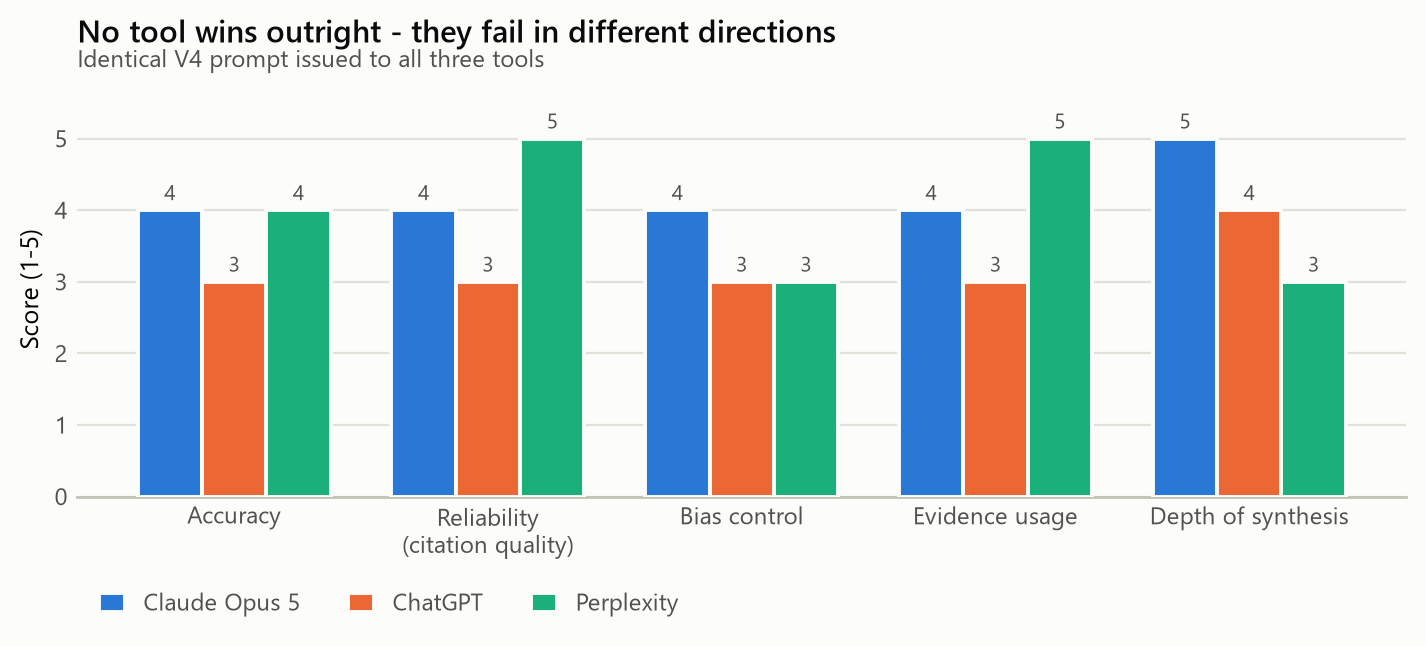 No tool wins outright - they fail in different directions
Identical V4 prompt issued to all three tools
Score (1-5)
5
4
3
2
1
0
4
3
4
4
3
5
4
3
3
4
3
5
5
4
3
Accuracy
Reliability
(citation quality)
Bias control
Evidence usage
Depth of synthesis
Claude Opus 5
ChatGPT
Perplexity